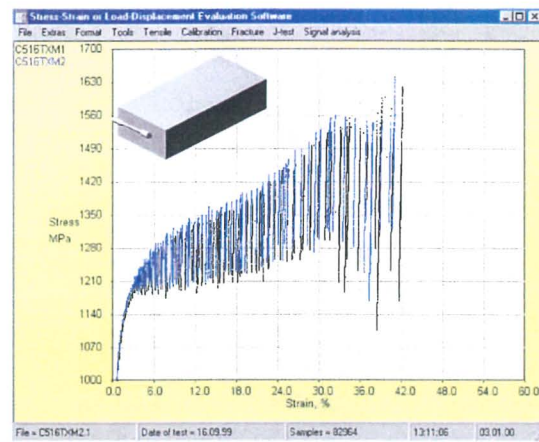 Stress-Strain or Load-Displacement Evaluation Software
File Extras Format Tools Tensile Calibration Fracture J-test Signal analysis
C516TXM1
C516TXM2
1700
1630
1560
1490
1420
1350
Stress
MPa
1280
1210
1140
1070
1000
0.0 6.0 12.0 18.0 24.0 30.0 36.0 42.0 48.0 54.0 60.0
Strain, %
File = C516TXM2.1 Date of test = 16.09.99 Samples = 82964 13:11:06 03.01.00